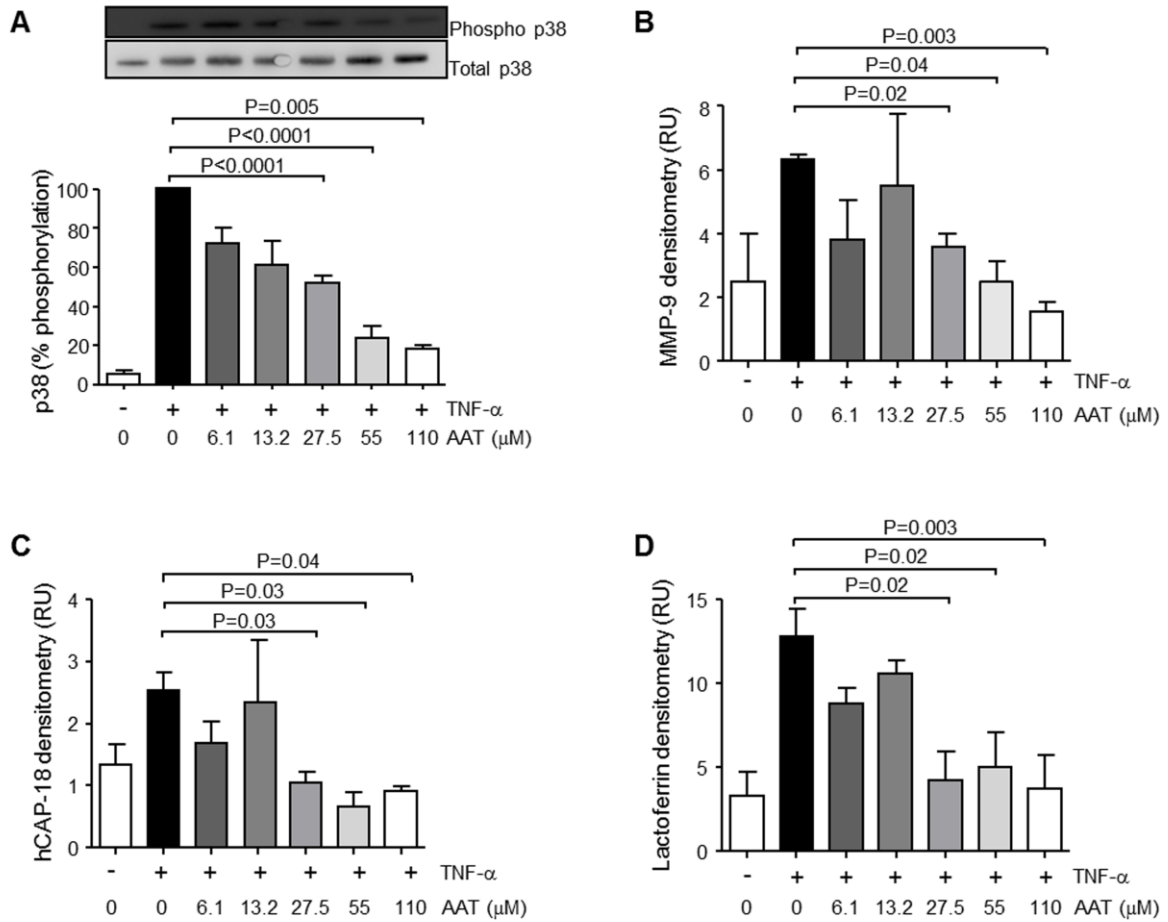 A
Phospho p38
Total p38
P=0.005
P<0.0001
P<0.0001
p38 (% phosphorylation)
100
80
60
40
20
0
- + + + + + + TNF-α
0 0 6.1 13.2 27.5 55 110 AAT (μM)
B
P=0.003
P=0.04
P=0.02
MMP-9 densitometry (RU)
8
6
4
2
0
- + + + + + + TNF-α
0 0 6.1 13.2 27.5 55 110 AAT (μM)
C
P=0.04
P=0.03
P=0.03
hCAP-18 densitometry (RU)
4
3
2
1
0
- + + + + + + TNF-α
0 0 6.1 13.2 27.5 55 110 AAT (μM)
D
P=0.003
P=0.02
P=0.02
Lactoferrin densitometry (RU)
15
10
5
0
- + + + + + + TNF-α
0 0 6.1 13.2 27.5 55 110 AAT (μM)